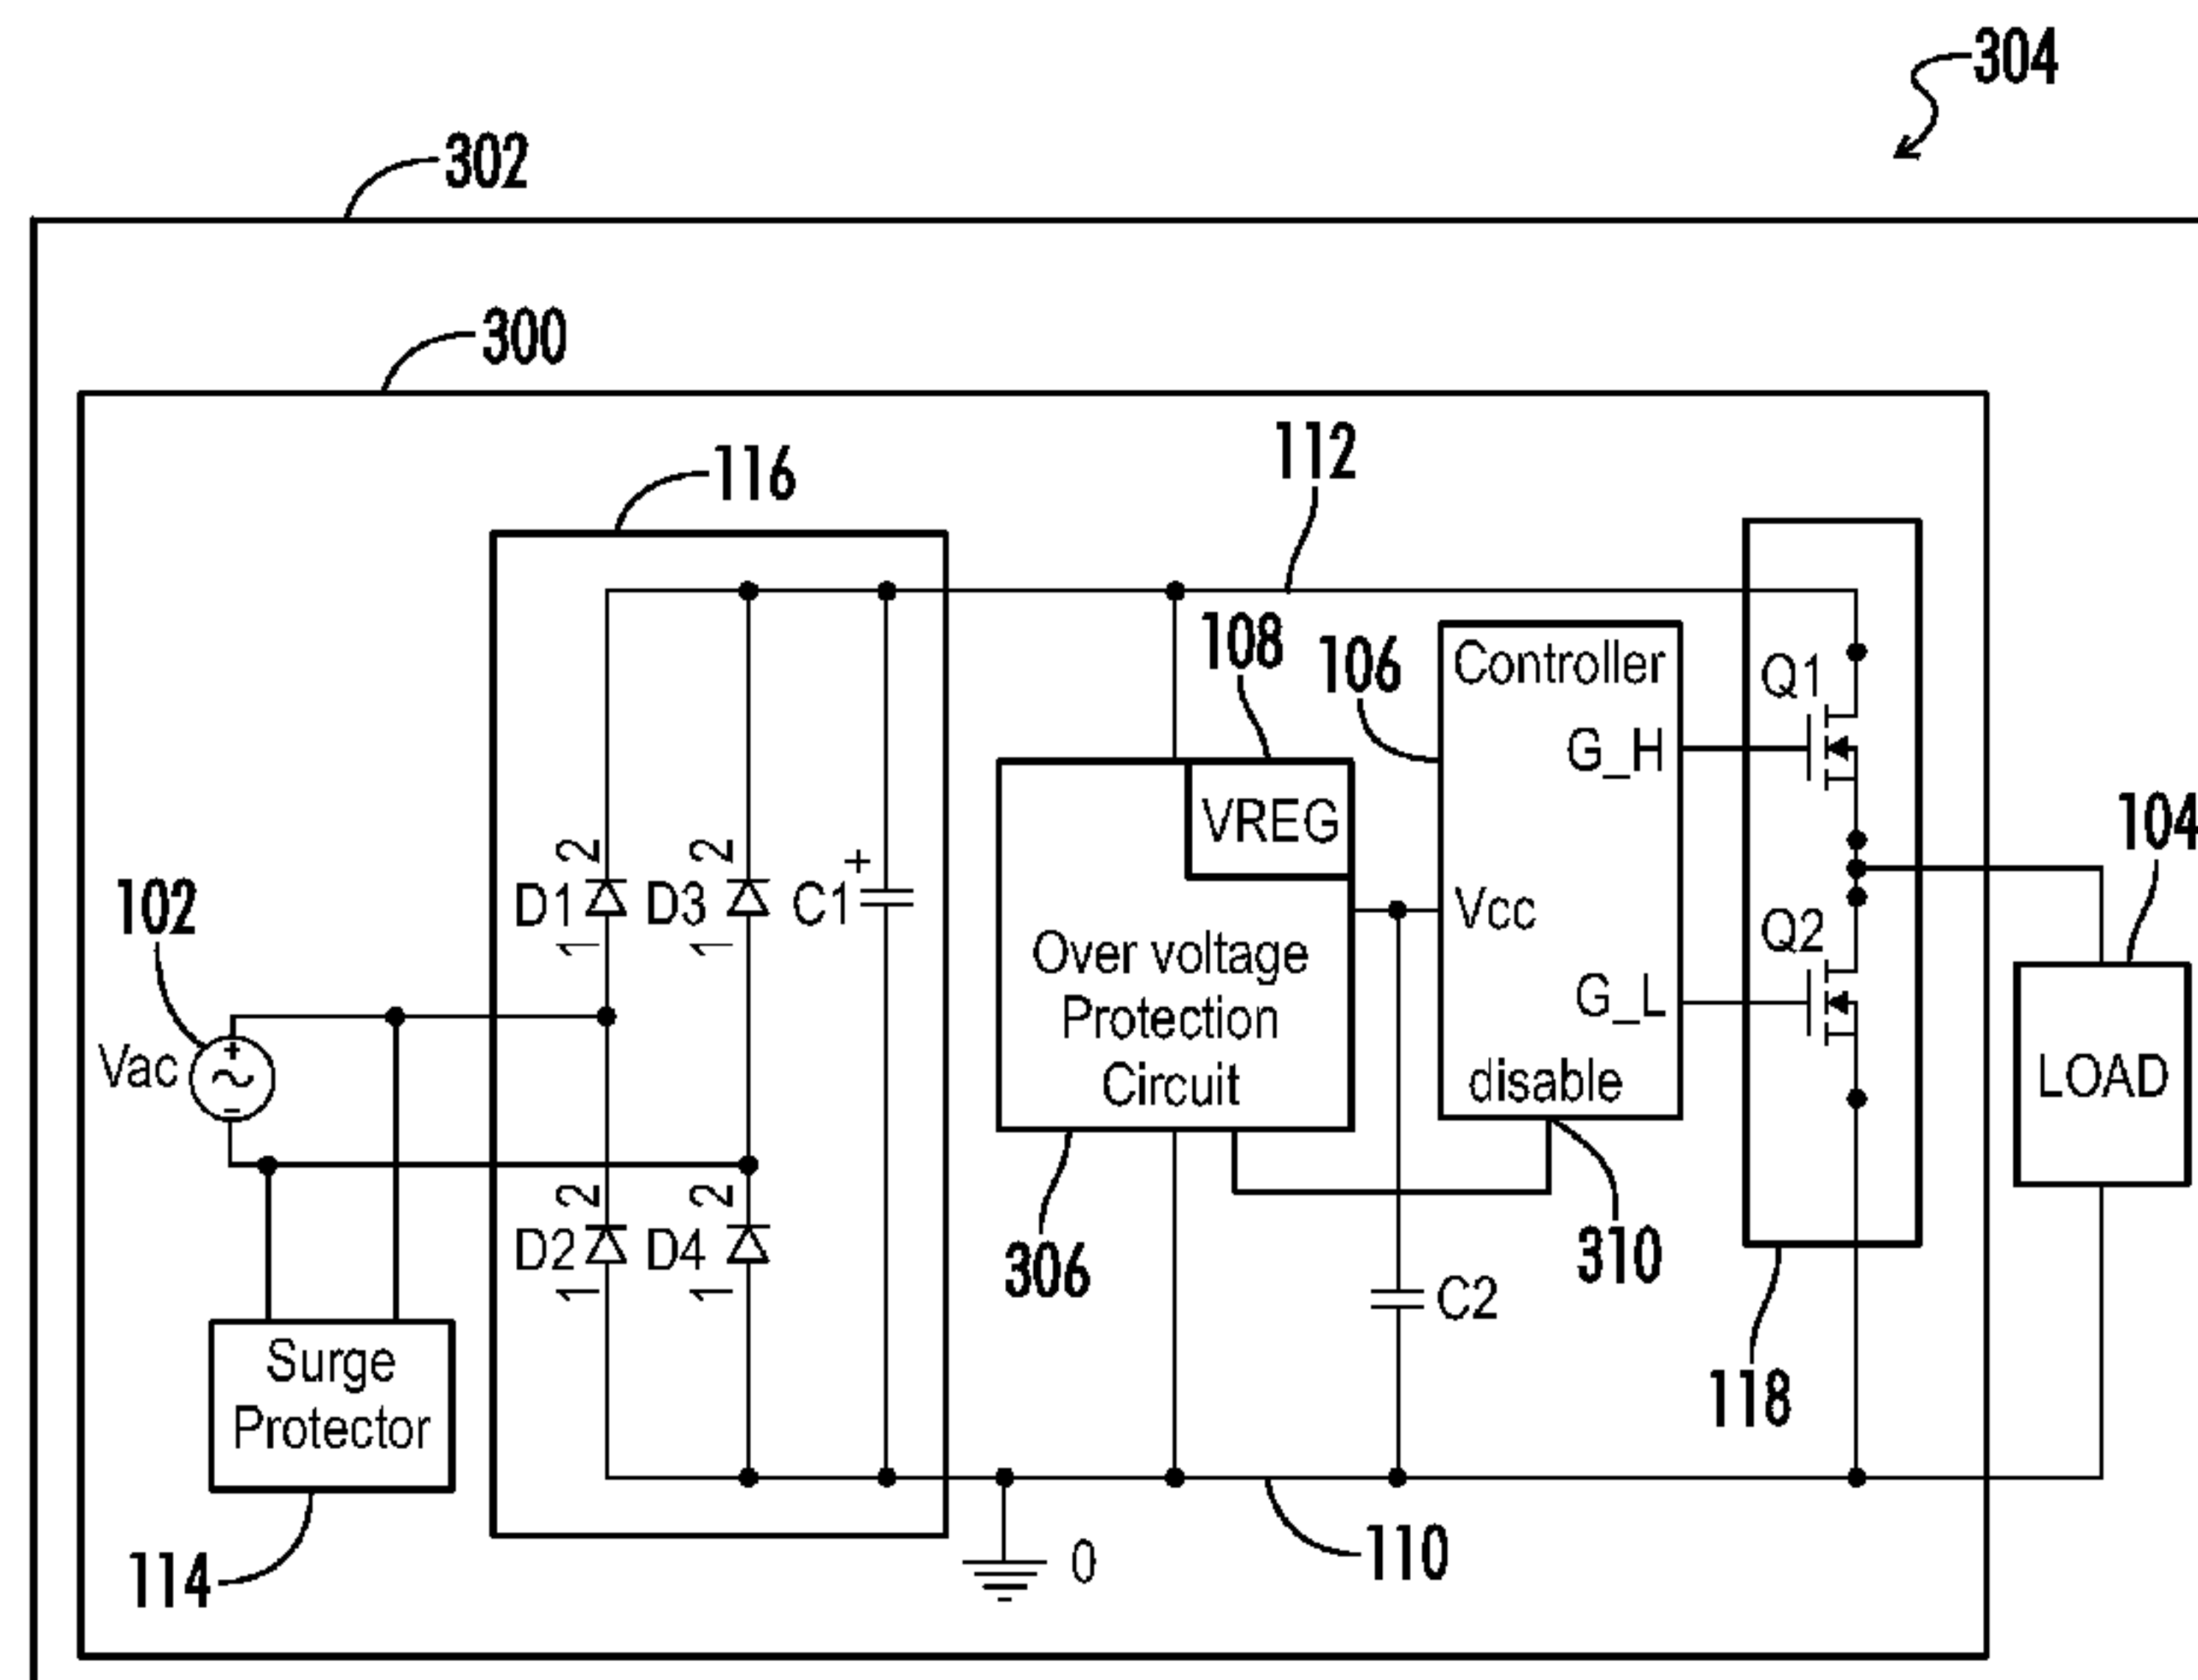 304
302
300
116
112
108
106
Controller
Q1
G_H
VREG
104
102
D1
1 2
D3
1 2
C1
+
Vcc
Q2
Over voltage
Protection
Circuit
G_L
Vac
+
~
-
disable
LOAD
D2
1 2
D4
1 2
306
310
C2
Surge
Protector
118
114
0
110